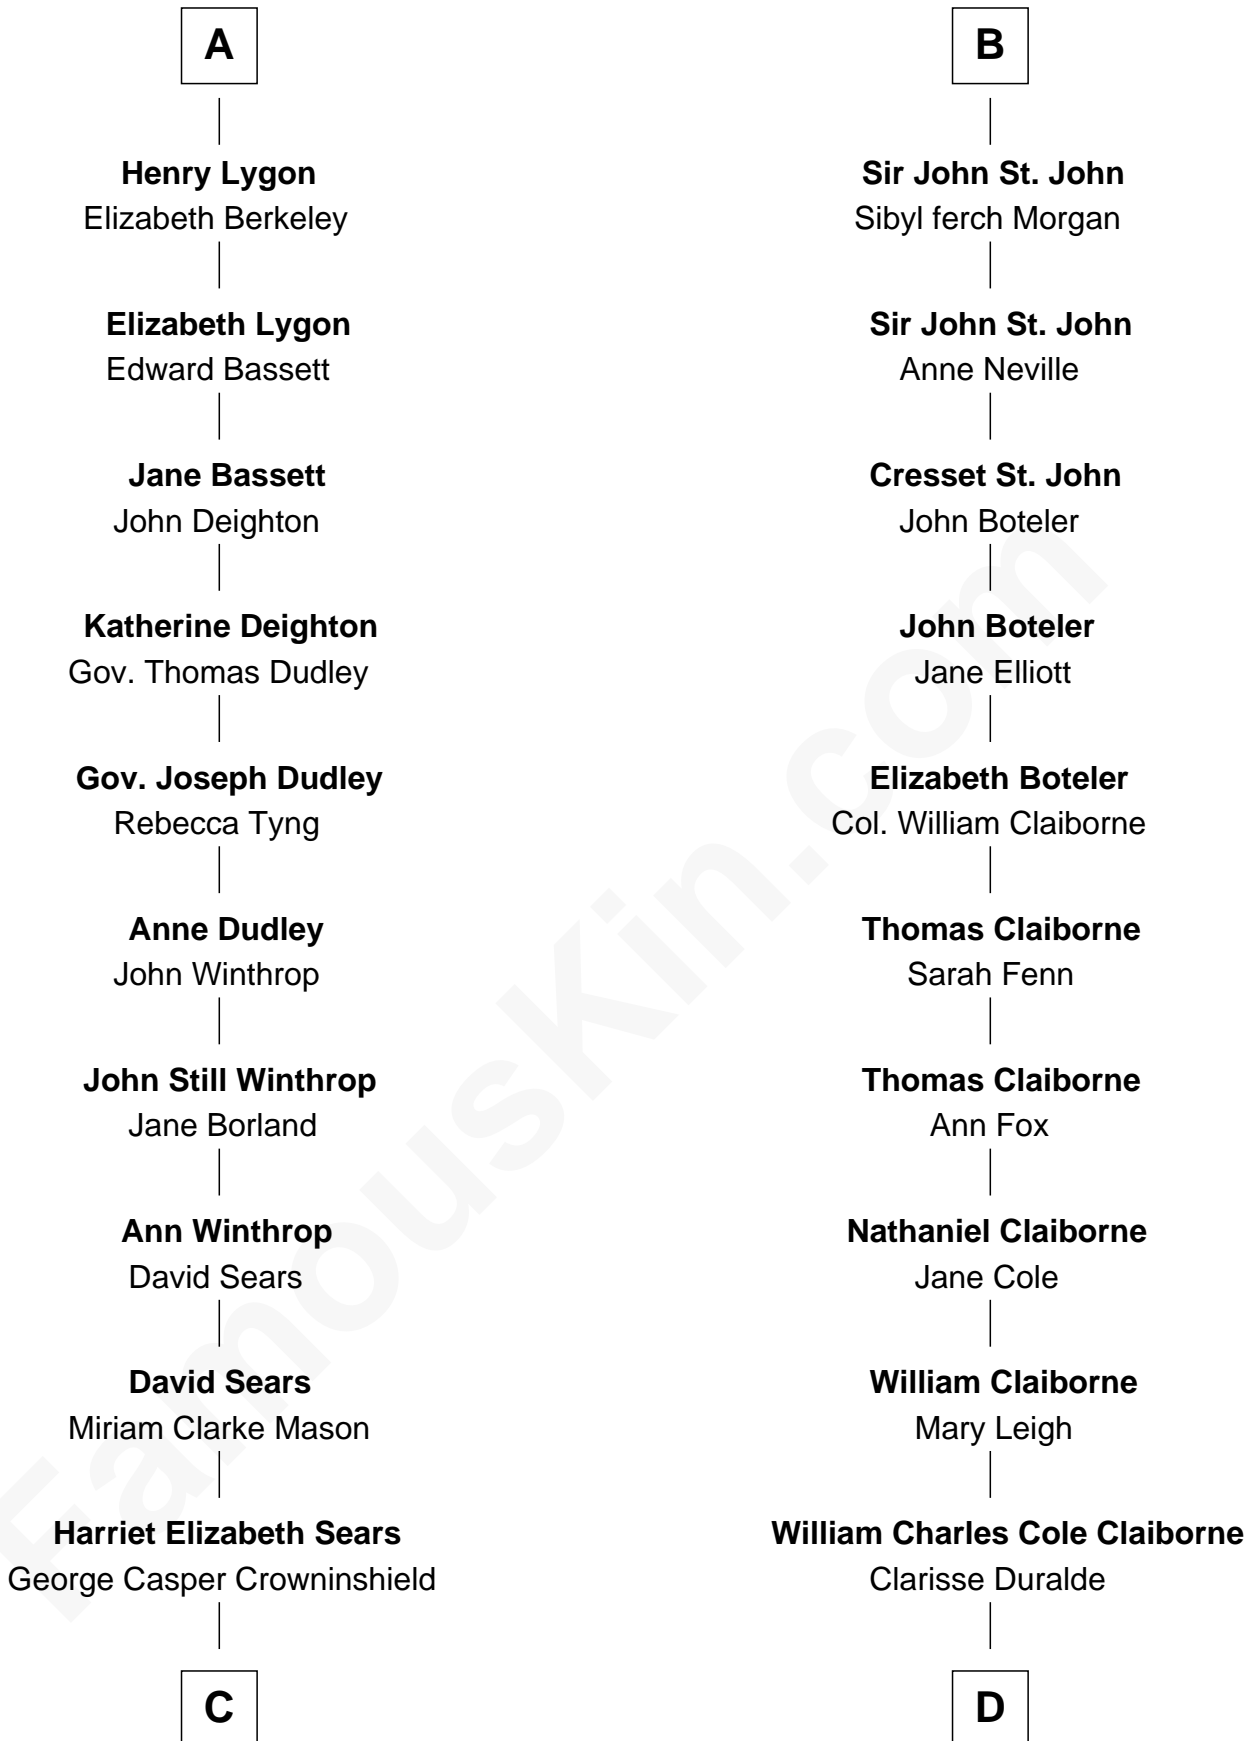 A
Henry Lygon
Elizabeth Berkeley
Elizabeth Lygon
Edward Bassett
Jane Bassett
John Deighton
Katherine Deighton
Gov. Thomas Dudley
Gov. Joseph Dudley
Rebecca Tyng
Anne Dudley
John Winthrop
John Still Winthrop
Jane Borland
Ann Winthrop
David Sears
David Sears
Miriam Clarke Mason
Harriet Elizabeth Sears
George Casper Crowninshield
C
B
Sir John St. John
Sibyl ferch Morgan
Sir John St. John
Anne Neville
Cresset St. John
John Boteler
John Boteler
Jane Elliott
Elizabeth Boteler
Col. William Claiborne
Thomas Claiborne
Sarah Fenn
Thomas Claiborne
Ann Fox
Nathaniel Claiborne
Jane Cole
William Claiborne
Mary Leigh
William Charles Cole Claiborne
Clarisse Duralde
D
FamousKin.com